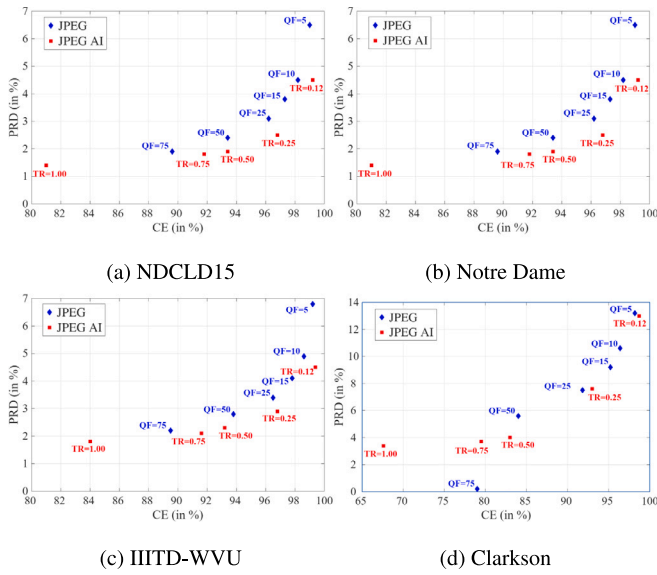 7
JPEG
JPEG AI
QF=5
6
5
QF=10
TR=0.12
4
QF=15
QF=25
3
TR=0.25
QF=50
2
QF=75
TR=0.75
TR=0.50
1
TR=1.00
0
80 82 84 86 88 90 92 94 96 98 100
PRD (in %)
CE (in %)
(a) NDCLD15
7
JPEG
JPEG AI
QF=5
6
5
QF=10
TR=0.12
4
QF=15
QF=25
3
TR=0.25
QF=50
2
QF=75
TR=0.75
TR=0.50
1
TR=1.00
0
80 82 84 86 88 90 92 94 96 98 100
PRD (in %)
CE (in %)
(b) Notre Dame
7
JPEG
JPEG AI
QF=5
6
5
QF=10
TR=0.12
4
QF=15
QF=25
3
TR=0.25
QF=50
2
QF=75
TR=0.75
TR=0.50
1
TR=1.00
0
80 82 84 86 88 90 92 94 96 98 100
PRD (in %)
CE (in %)
(c) IIITD-WVU
14
JPEG
JPEG AI
QF=5
TR=0.12
12
QF=10
10
QF=15
8
QF=25
TR=0.25
6
QF=50
4
TR=1.00
TR=0.75
TR=0.50
2
QF=75
0
65 70 75 80 85 90 95 100
PRD (in %)
CE (in %)
(d) Clarkson